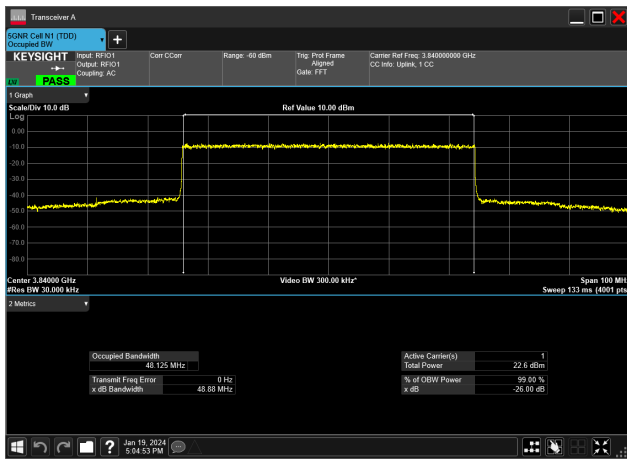 Transceiver A
5GNR Cell N1 (TDD)
Occupied BW
KEYSIGHT
Input: RFIO1
Output: RFIO1
Coupling: AC
Corr CCorr
Range: -60 dBm
Trig: Prot Frame
Aligned
Gate: FFT
Carrier Ref Freq: 3.840000000 GHz
CC Info: Uplink, 1 CC
PASS
1 Graph
Scale/Div 10.0 dB
Ref Value 10.00 dBm
Log
0.00
-10.0
-20.0
-30.0
-40.0
-50.0
-60.0
-70.0
-80.0
Center 3.84000 GHz
Video BW 300.00 kHz*
Span 100 MH
#Res BW 30.000 kHz
Sweep 133 ms (4001 pts
2 Metrics
Occupied Bandwidth
48.125 MHz
Transmit Freq Error 0 Hz
x dB Bandwidth 48.88 MHz
Active Carrier(s) 1
Total Power 22.6 dBm
% of OBW Power 99.00 %
x dB -26.00 dB
Jan 19, 2024
5:04:53 PM